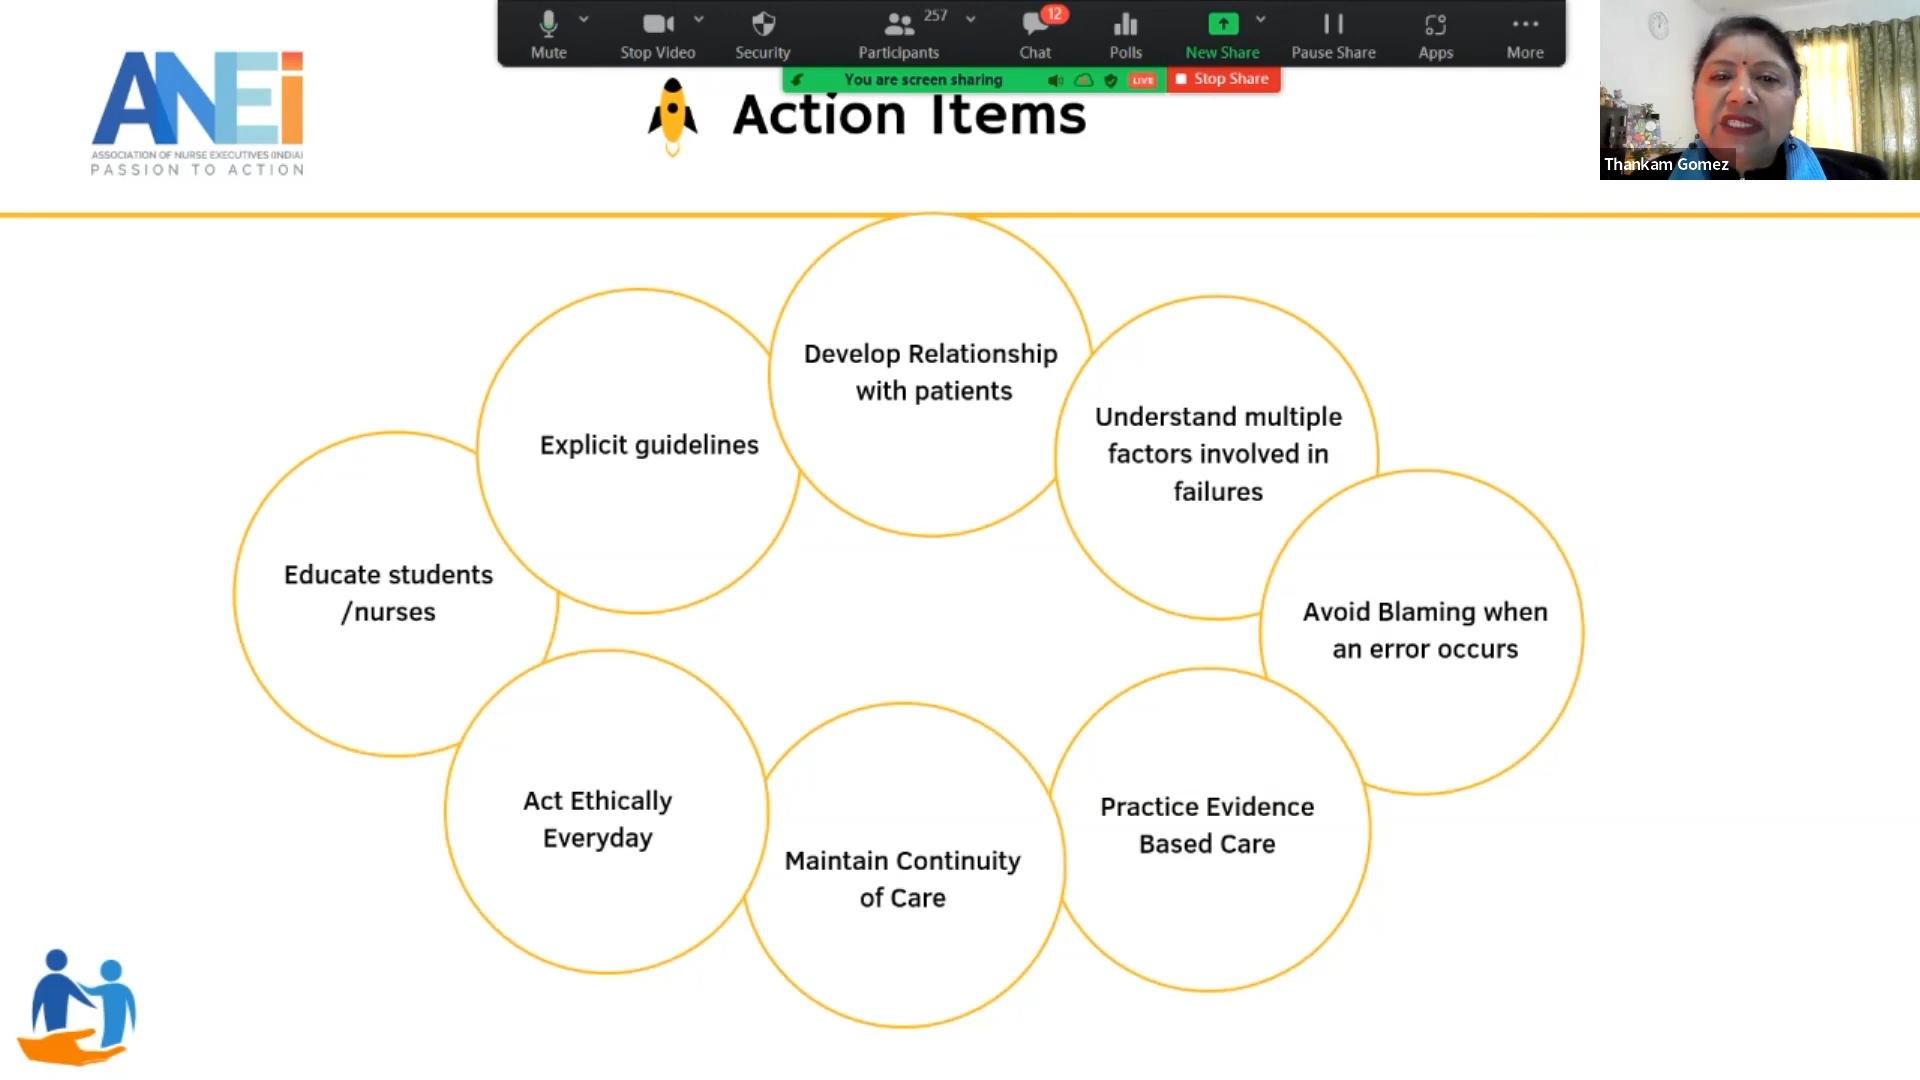 Mute
Stop Video
Security
257
Participants
12
Chat
Polls
New Share
Pause Share
Apps
More
You are screen sharing
LIVE
Stop Share
Thankam Gomez
ANEi
ASSOCIATION OF NURSE EXECUTIVES (INDIA)
PASSION TO ACTION
Action Items
Develop Relationship
with patients
Explicit guidelines
Understand multiple
factors involved in
failures
Educate students
/nurses
Avoid Blaming when
an error occurs
Act Ethically
Everyday
Maintain Continuity
of Care
Practice Evidence
Based Care